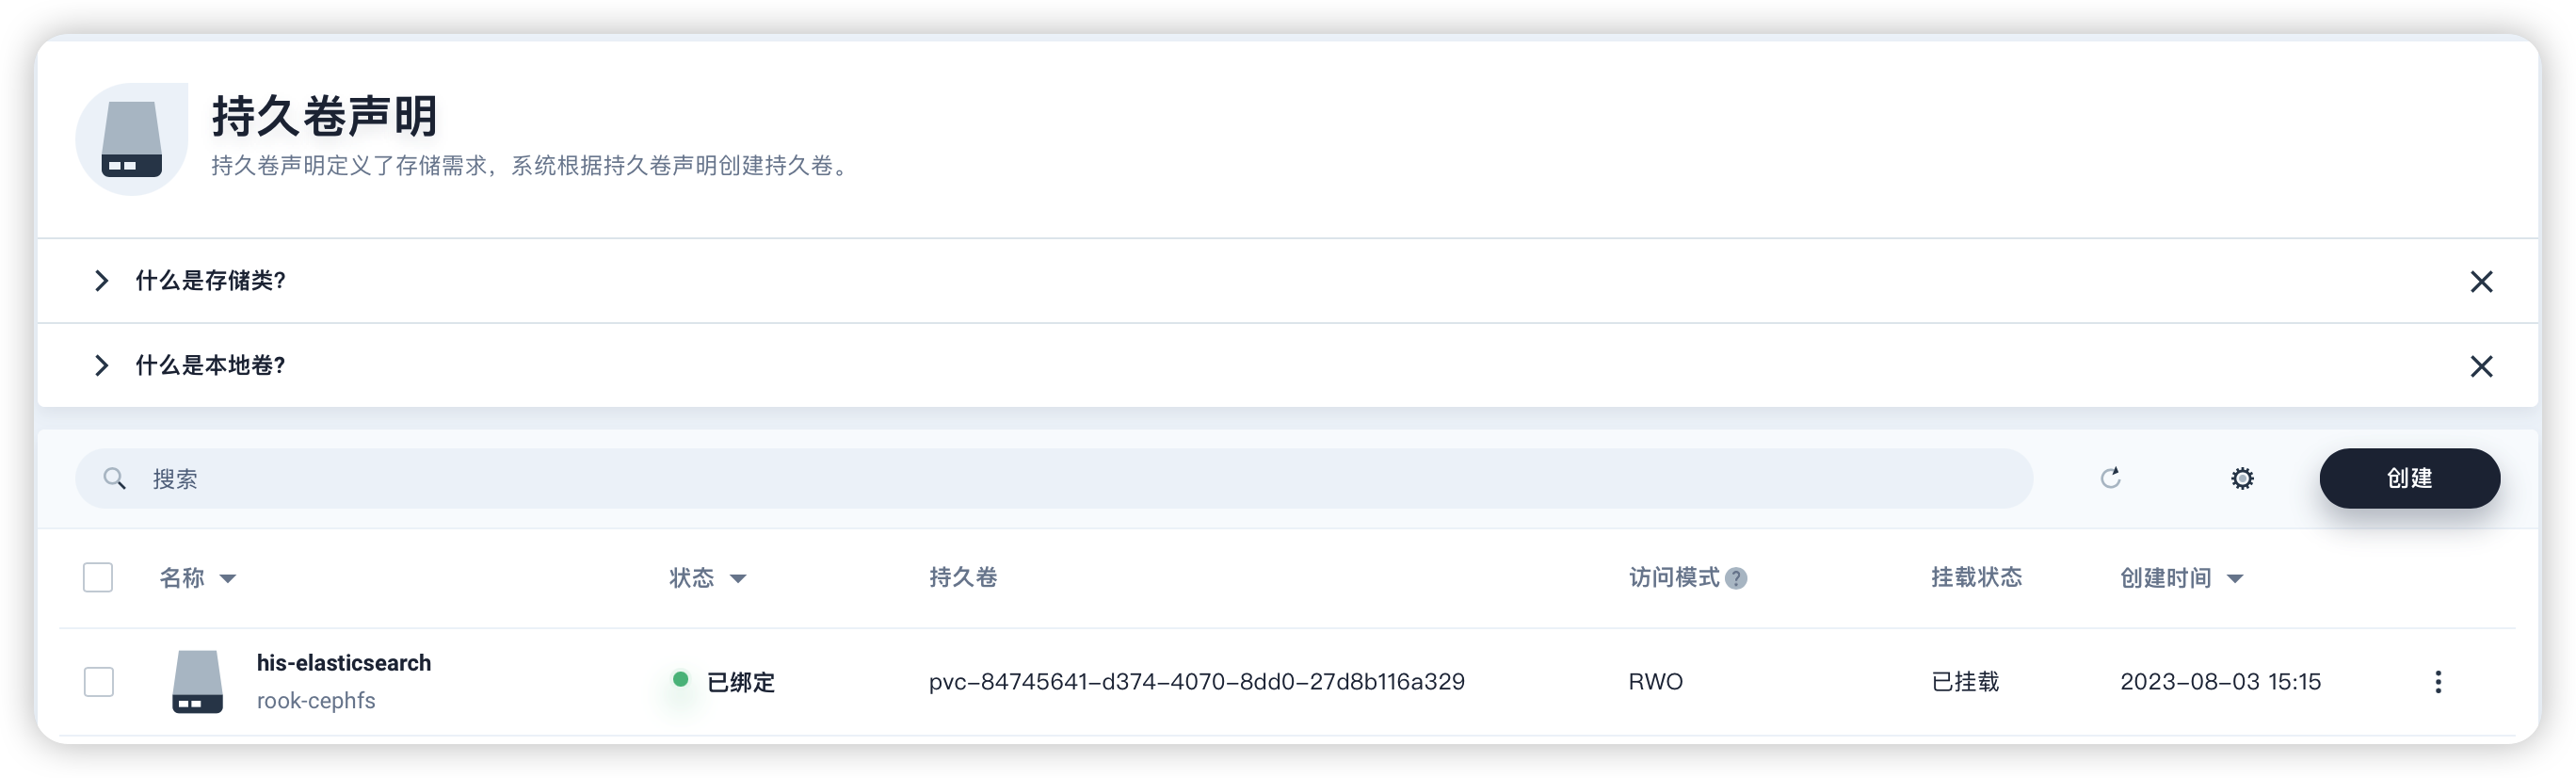 持久卷声明
持久卷声明定义了存储需求，系统根据持久卷声明创建持久卷。
什么是存储类？
什么是本地卷？
搜索
创建
名称 状态 持久卷 访问模式 ? 挂载状态 创建时间
his-elasticsearch
rook-cephfs
已绑定 pvc-84745641-d374-4070-8dd0-27d8b116a329 RWO 已挂载 2023-08-03 15:15